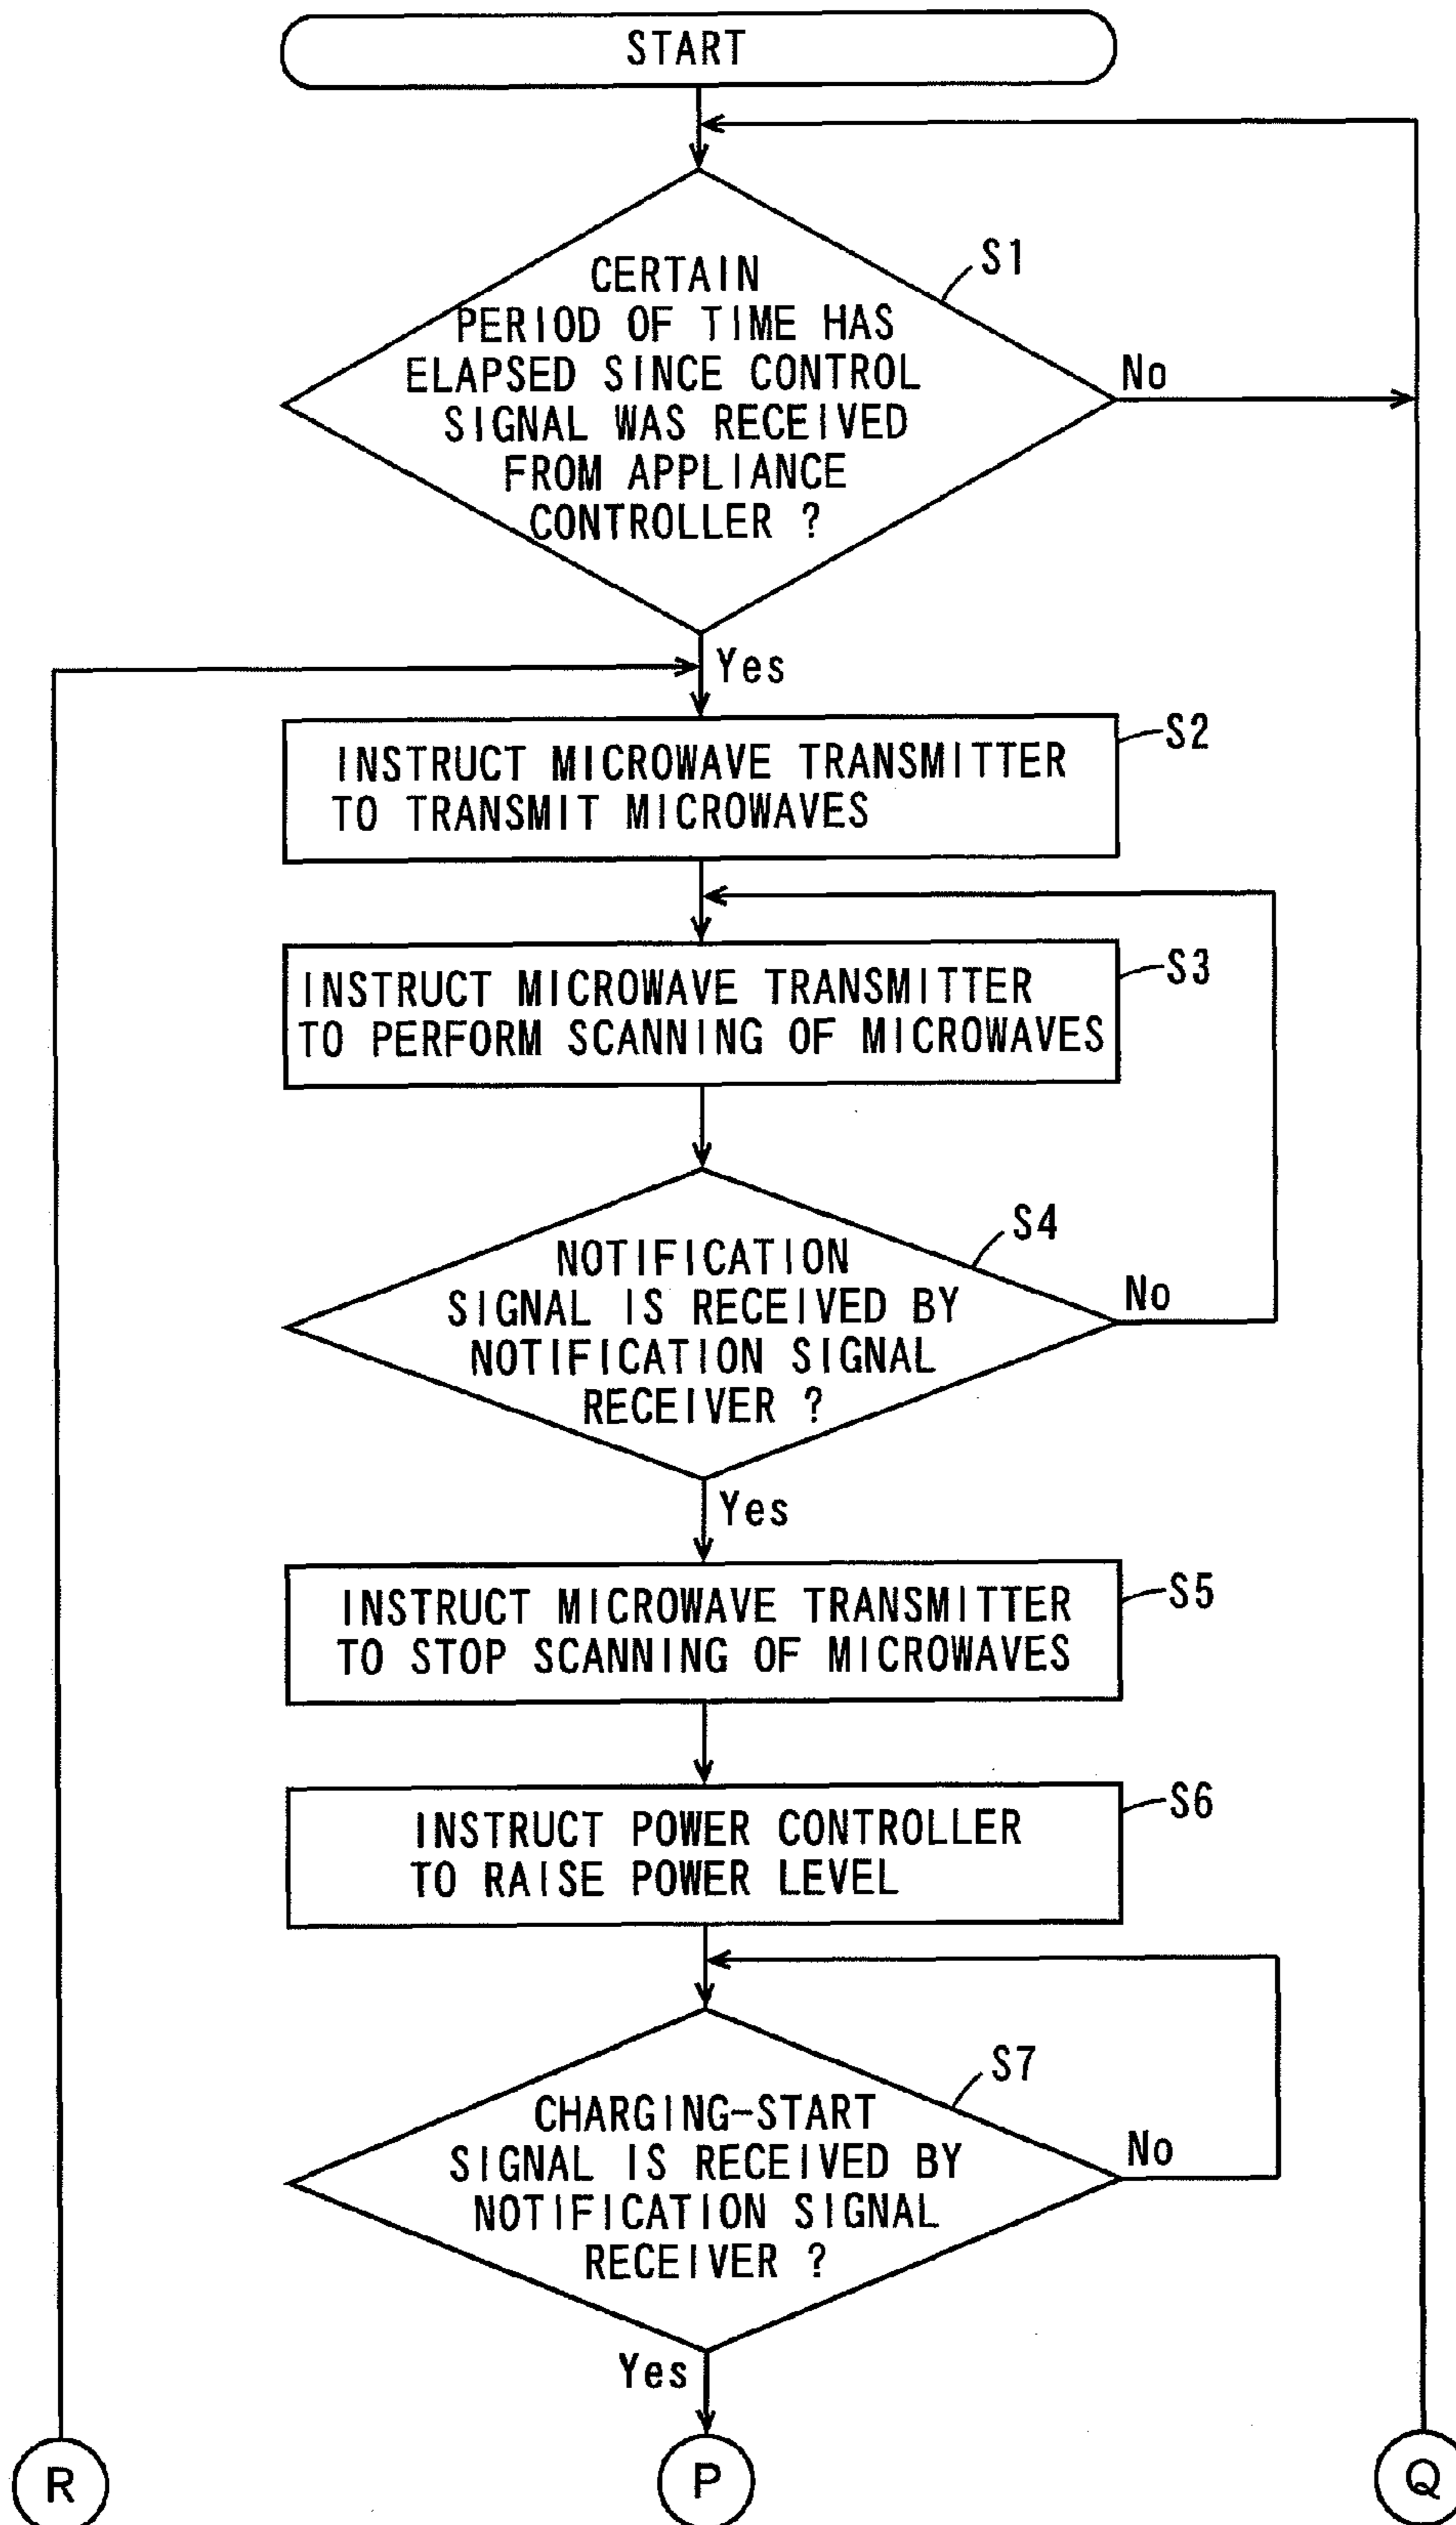 START
S1
CERTAIN
PERIOD OF TIME HAS
ELAPSED SINCE CONTROL
SIGNAL WAS RECEIVED
FROM APPLIANCE
CONTROLLER ?
No
Yes
S2
INSTRUCT MICROWAVE TRANSMITTER
TO TRANSMIT MICROWAVES
S3
INSTRUCT MICROWAVE TRANSMITTER
TO PERFORM SCANNING OF MICROWAVES
S4
NOTIFICATION
SIGNAL IS RECEIVED BY
NOTIFICATION SIGNAL
RECEIVER ?
No
Yes
S5
INSTRUCT MICROWAVE TRANSMITTER
TO STOP SCANNING OF MICROWAVES
S6
INSTRUCT POWER CONTROLLER
TO RAISE POWER LEVEL
S7
CHARGING-START
SIGNAL IS RECEIVED BY
NOTIFICATION SIGNAL
RECEIVER ?
No
Yes
R
P
Q